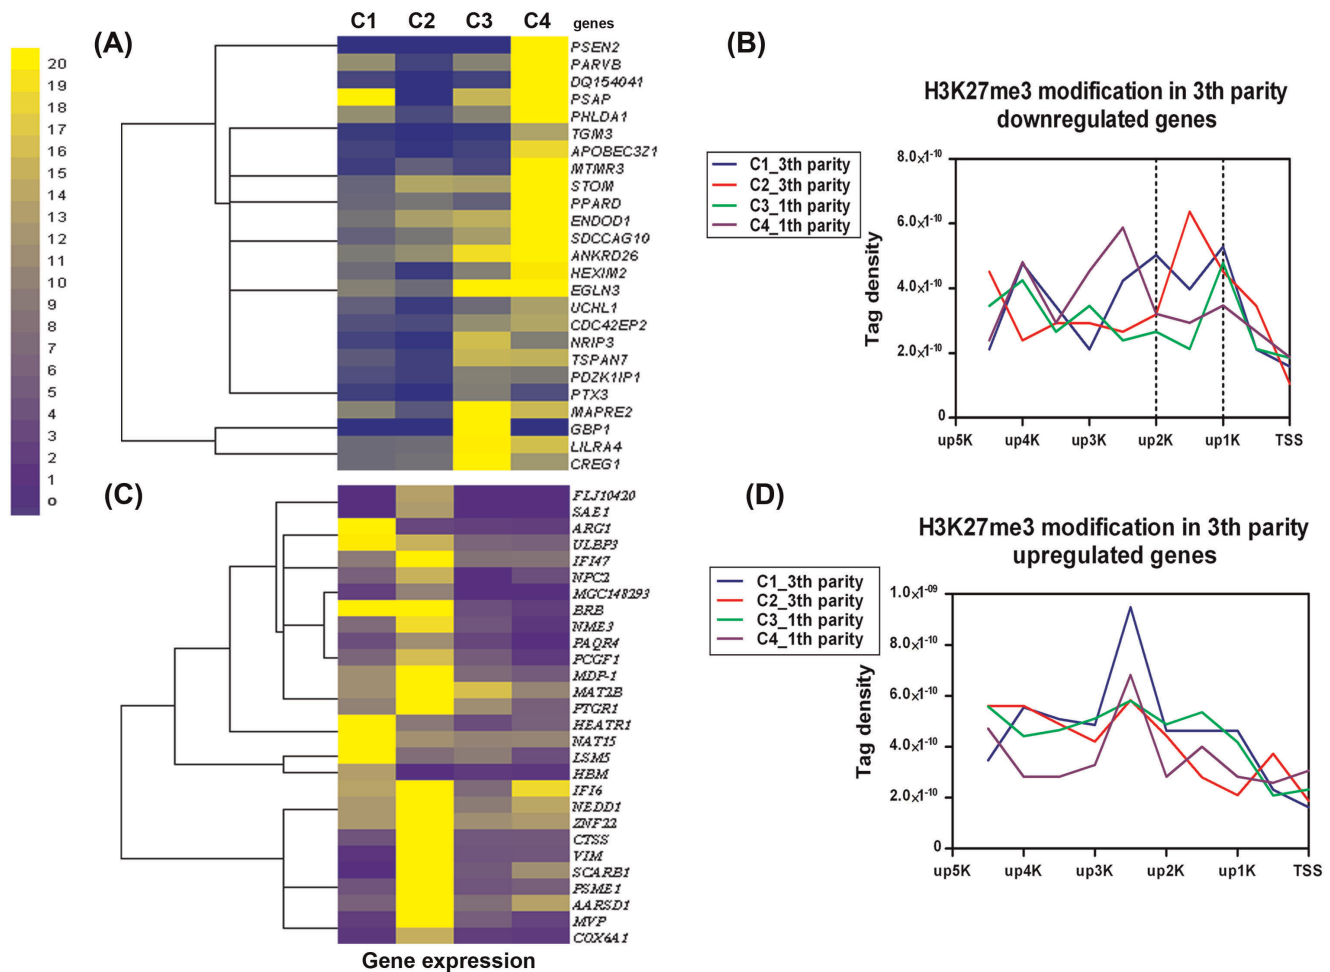 (A)
C1 C2 C3 C4 genes
20
19
18
17
16
15
14
13
12
11
10
9
8
7
6
5
4
3
2
1
0
PSEN2
PARVB
DQ154041
PSAP
PHLDA1
TGM3
APOBEC3Z1
MTMR3
STOM
PPARD
ENDOD1
SDCCAG10
ANKRD26
HEXIM2
EGLN3
UCHL1
CDC42EP2
NRIP3
TSPAN7
PDZK1IP1
PTX3
MAPRE2
GBP1
LILRA4
CREG1
(B)
H3K27me3 modification in 3th parity
downregulated genes
C1_3th parity
C2_3th parity
C3_1th parity
C4_1th parity
Tag density
8.0x1-10
6.0x1-10
4.0x1-10
2.0x1-10
0
up5K up4K up3K up2K up1K TSS
(C)
FLJ10420
SAE1
ARG1
ULBP3
IFI47
NPC2
MGC148293
BRB
NME3
PAQR4
PCGF1
MDP-1
MAT2B
PTGR1
HEATR1
NAT15
LSM5
HBM
IFI6
NEDD1
ZNF22
CTSS
VIM
SCARB1
PSME1
AARSD1
MVP
COX6A1
Gene expression
(D)
H3K27me3 modification in 3th parity
upregulated genes
C1_3th parity
C2_3th parity
C3_1th parity
C4_1th parity
Tag density
1.0x1-09
8.0x1-10
6.0x1-10
4.0x1-10
2.0x1-10
0
up5K up4K up3K up2K up1K TSS